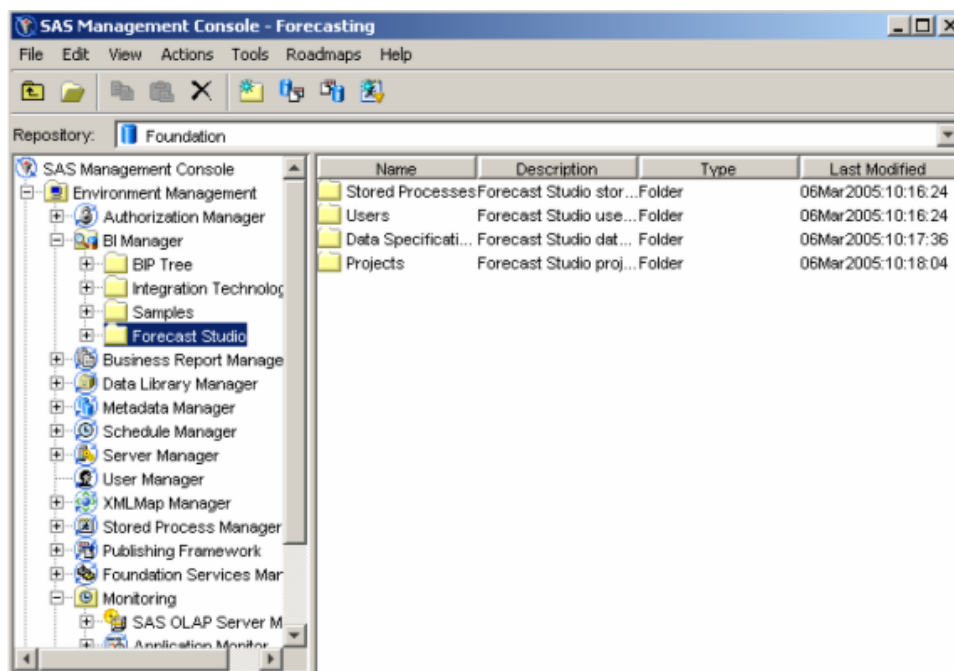 SAS Management Console - Forecasting
File Edit View Actions Tools Roadmaps Help
Repository: Foundation
SAS Management Console
Environment Management
Authorization Manager
BI Manager
BIP Tree
Integration Technolog
Samples
Forecast Studio
Business Report Manage
Data Library Manager
Metadata Manager
Schedule Manager
Server Manager
User Manager
XMLMap Manager
Stored Process Manager
Publishing Framework
Foundation Services Man
Monitoring
SAS OLAP Server M
Application Monitor
Name Description Type Last Modified
Stored Processes Forecast Studio stor... Folder 06Mar2005:10:16:24
Users Forecast Studio use... Folder 06Mar2005:10:16:24
Data Specificati... Forecast Studio dat... Folder 06Mar2005:10:17:36
Projects Forecast Studio proj... Folder 06Mar2005:10:18:04